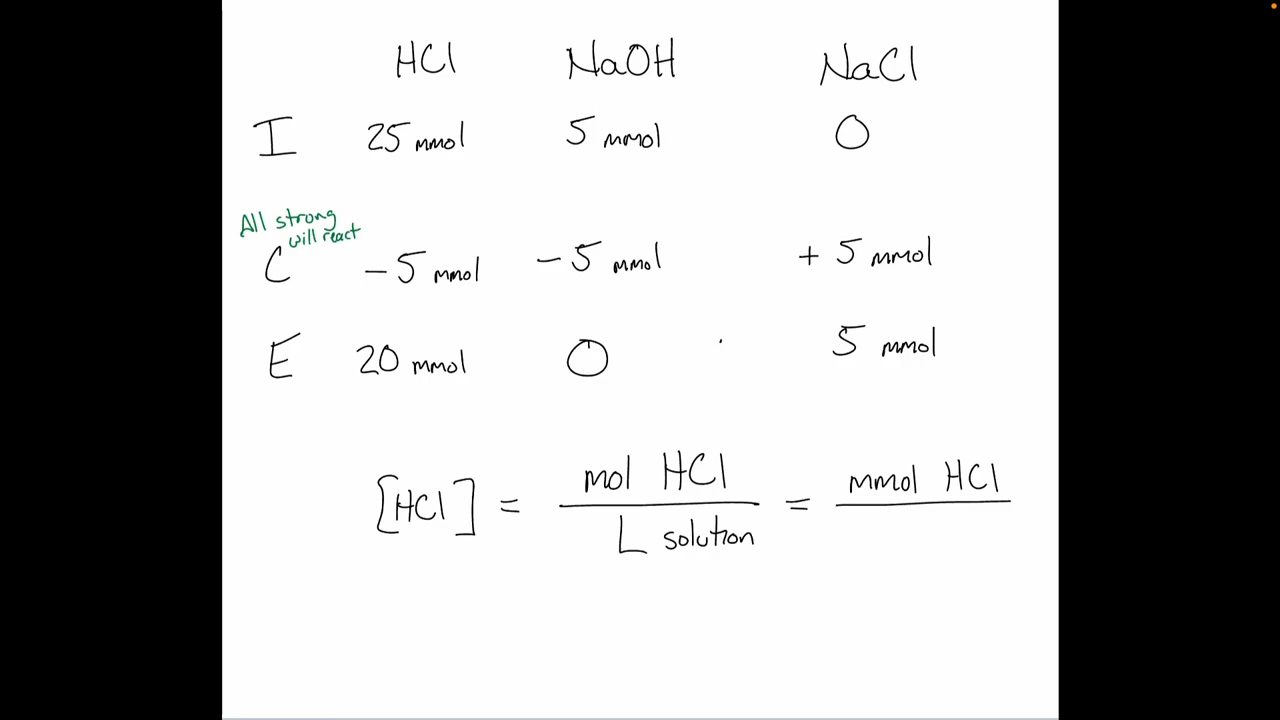 HCl NaOH NaCl
I 25 mmol 5 mmol 0
All strong
will react
C -5 mmol -5 mmol + 5 mmol
E 20 mmol 0 5 mmol
[HCl] = mol HCl / L solution = mmol HCl